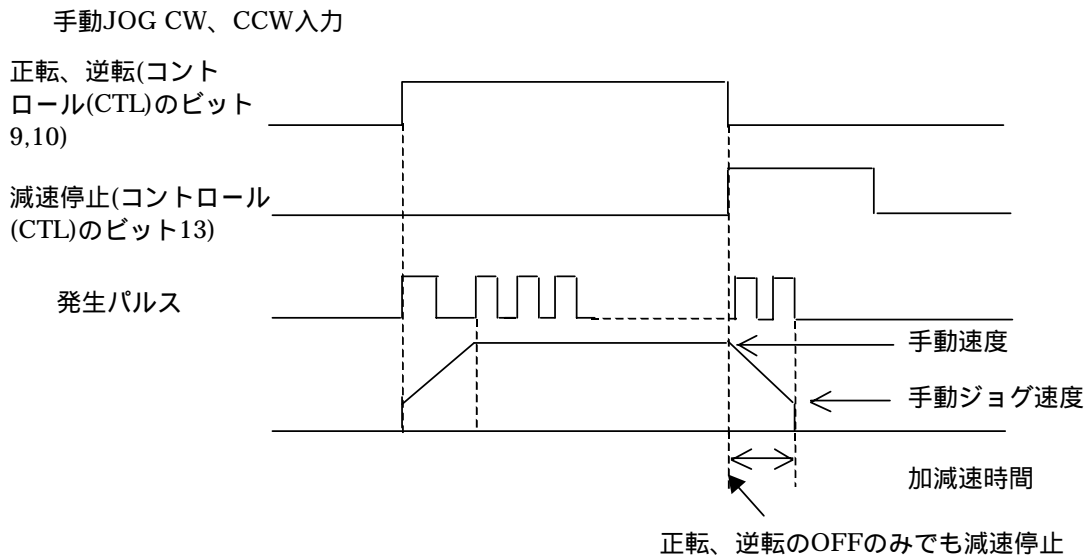 手動JOG CW、CCW入力
正転、逆転(コント
ロール(CTL)のビット
9,10)
減速停止(コントロール
(CTL)のビット13)
発生パルス
手動速度
手動ジョグ速度
加減速時間
正転、逆転のOFFのみでも減速停止